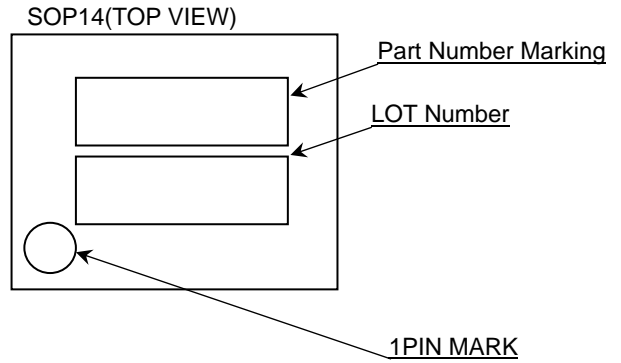 SOP14(TOP VIEW)
Part Number Marking
LOT Number
1PIN MARK